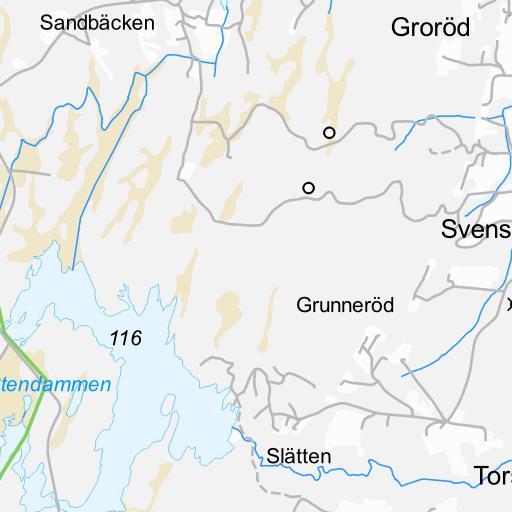 Sandbäcken
Groröd
Svens
Grunneröd
116
tendammen
Slätten
Tors